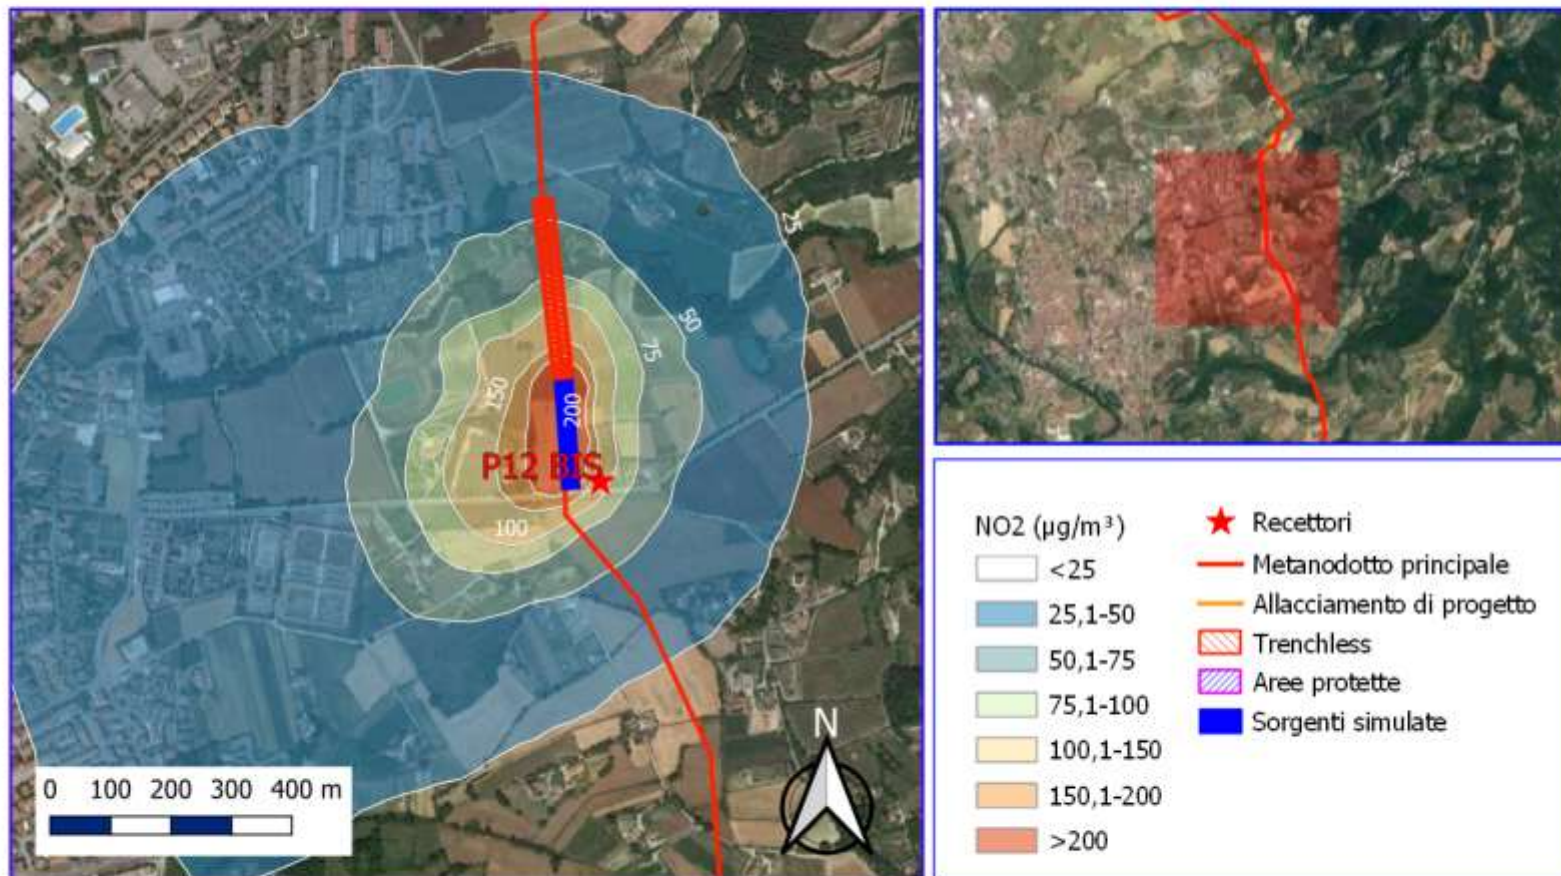 25
50
75
150
200
P12 BIS
100
N
0 100 200 300 400 m
NO2 (µg/m³)
<25
25,1-50
50,1-75
75,1-100
100,1-150
150,1-200
>200
Recettori
Metanodotto principale
Allacciamento di progetto
Trenchless
Aree protette
Sorgenti simulate